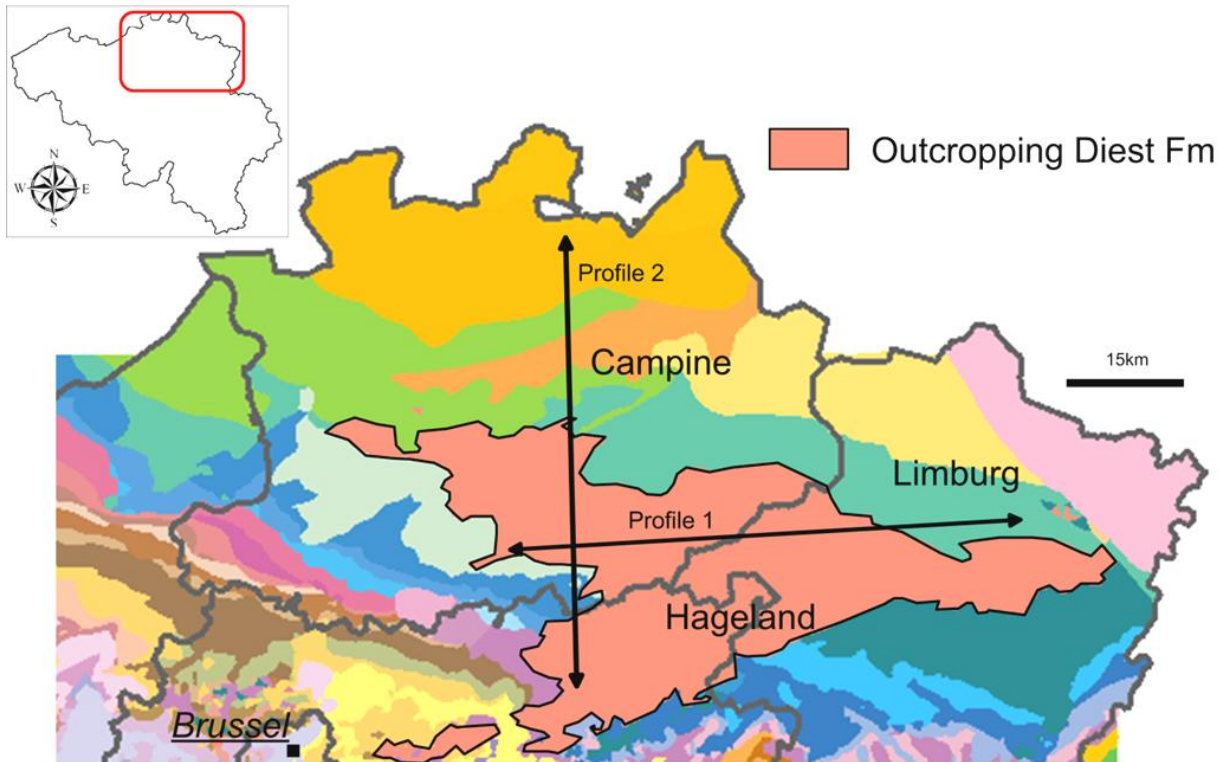 N
W E
S
Outcropping Diest Fm
Profile 2
Campine
15km
Limburg
Profile 1
Hageland
Brussel